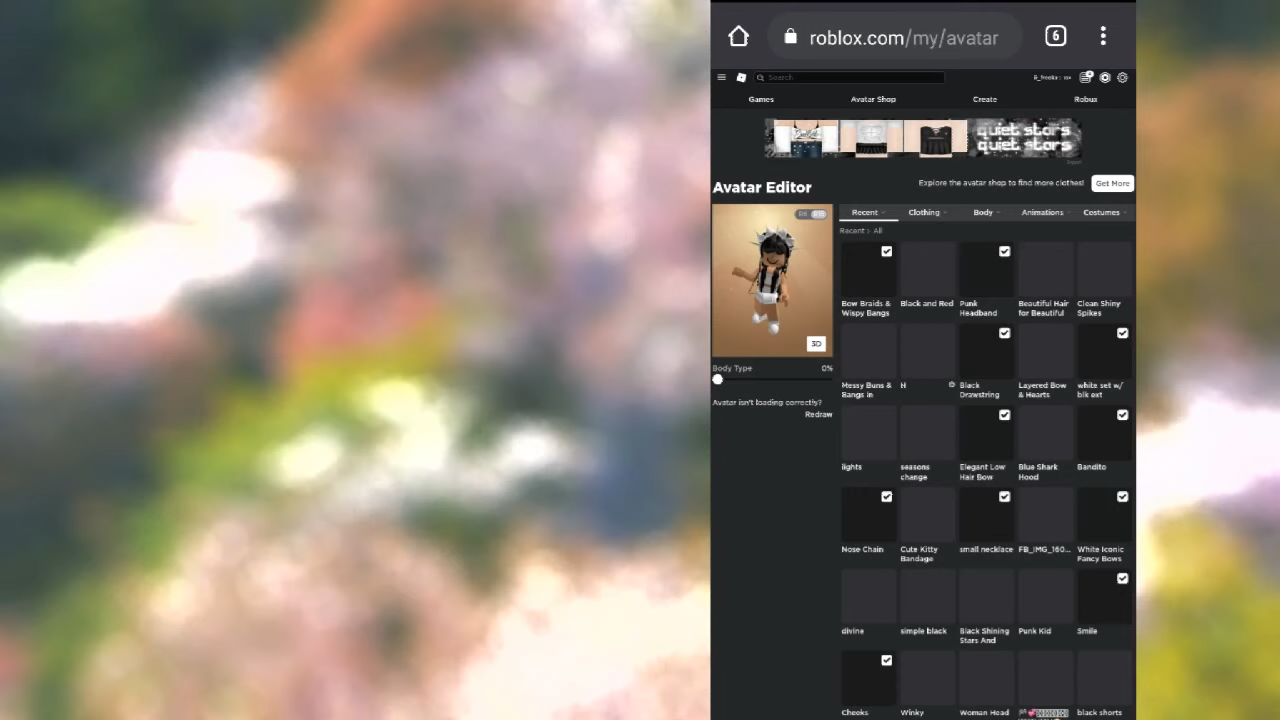 roblox.com/my/avatar
6
Search
Games
Avatar Shop
Create
Robux
quiet stars
quiet stars
Avatar Editor
Explore the avatar shop to find more clothes!
Get More
R6 R15
3D
Body Type
0%
Avatar isn't loading correctly?
Redraw
Recent
Clothing
Body
Animations
Costumes
Recent > All
Bow Braids &
Wispy Bangs
Black and Red
Punk
Headband
Beautiful Hair
for Beautiful
Clean Shiny
Spikes
Messy Buns &
Bangs in
H
Black
Drawstring
Layered Bow
& Hearts
white set w/
blk ext
lights
seasons
change
Elegant Low
Hair Bow
Blue Shark
Hood
Bandito
Nose Chain
Cute Kitty
Bandage
small necklace
FB_IMG_160...
White Iconic
Fancy Bows
divine
simple black
Black Shining
Stars And
Punk Kid
Smile
Cheeks
Winky
Woman Head
black shorts